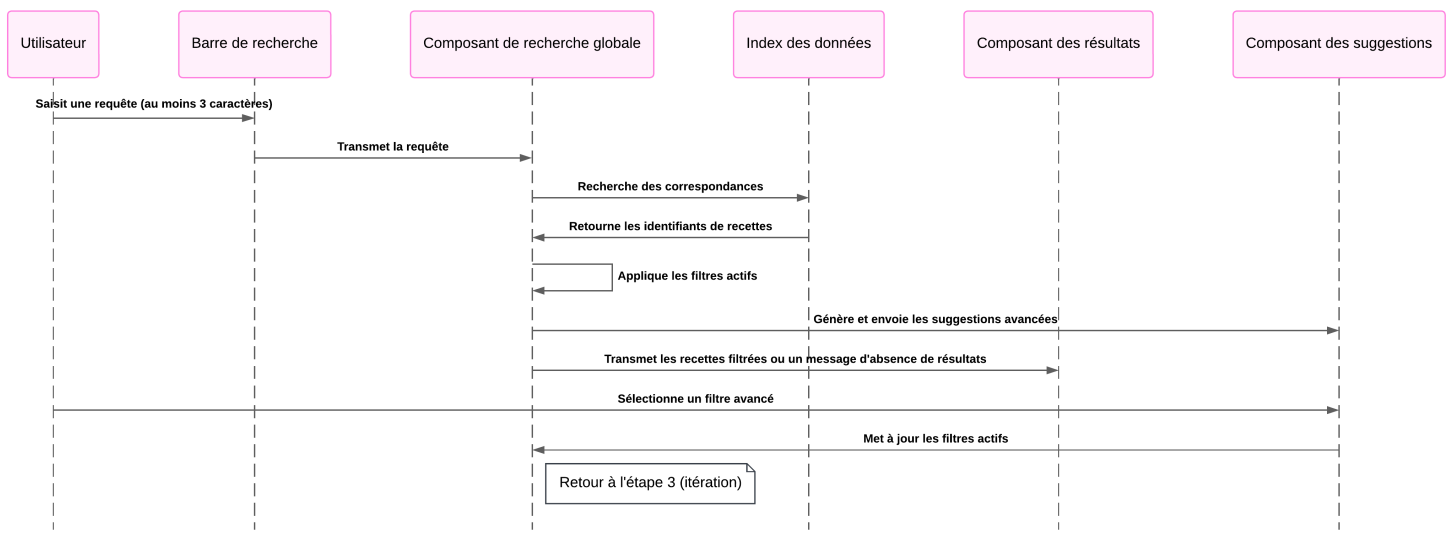 Utilisateur
Barre de recherche
Composant de recherche globale
Index des données
Composant des résultats
Composant des suggestions
Saisit une requête (au moins 3 caractères)
Transmet la requête
Recherche des correspondances
Retourne les identifiants de recettes
Applique les filtres actifs
Génère et envoie les suggestions avancées
Transmet les recettes filtrées ou un message d'absence de résultats
Sélectionne un filtre avancé
Met à jour les filtres actifs
Retour à l'étape 3 (itération)